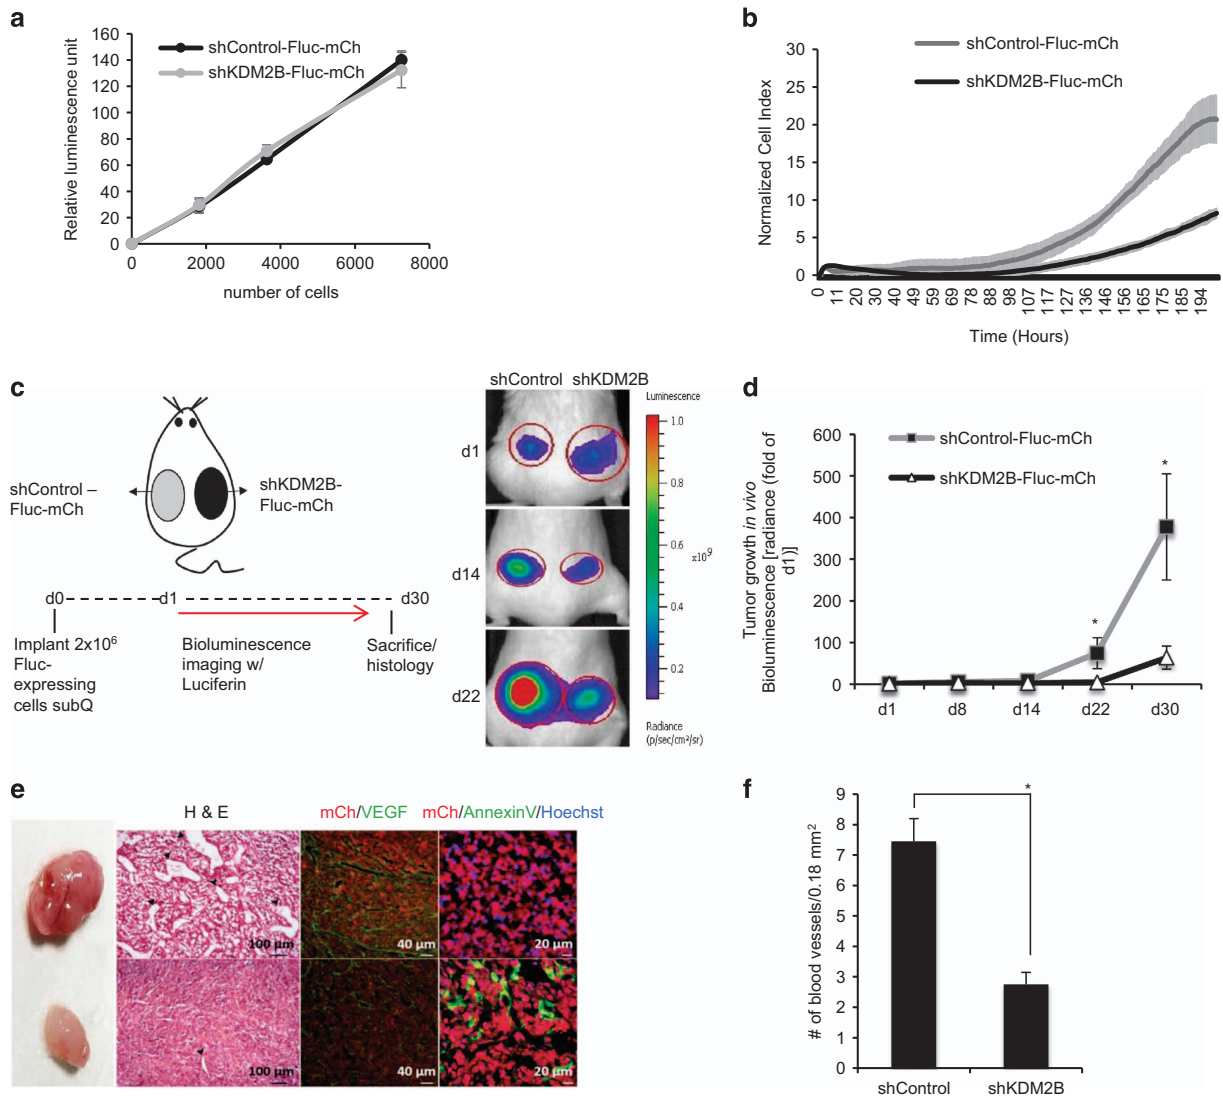 a
Relative luminescence unit
160
140
120
100
80
60
40
20
0
shControl-Fluc-mCh
shKDM2B-Fluc-mCh
0 2000 4000 6000 8000
number of cells
b
Normalized Cell Index
30
25
20
15
10
5
0
shControl-Fluc-mCh
shKDM2B-Fluc-mCh
0 11 20 30 40 49 59 69 78 88 98 107 117 127 136 146 156 165 175 185 194
Time (Hours)
c
shControl –
Fluc-mCh
shKDM2B-
Fluc-mCh
d0 d1 d30
Implant 2x10⁶
Fluc-
expressing
cells subQ
Bioluminescence
imaging w/
Luciferin
Sacrifice/
histology
shControl shKDM2B
d1
d14
d22
Luminescence
1.0
0.8
0.6
x10⁹
0.4
0.2
Radiance
(p/sec/cm²/sr)
d
Tumor growth in vivo
Bioluminescence [radiance (fold of
d1)]
600
500
400
300
200
100
0
shControl-Fluc-mCh
shKDM2B-Fluc-mCh
*
*
d1 d8 d14 d22 d30
e
H & E
mCh/VEGF
mCh/AnnexinV/Hoechst
100 µm
40 µm
20 µm
100 µm
40 µm
20 µm
f
# of blood vessels/0.18 mm²
9
8
7
6
5
4
3
2
1
0
*
shControl shKDM2B